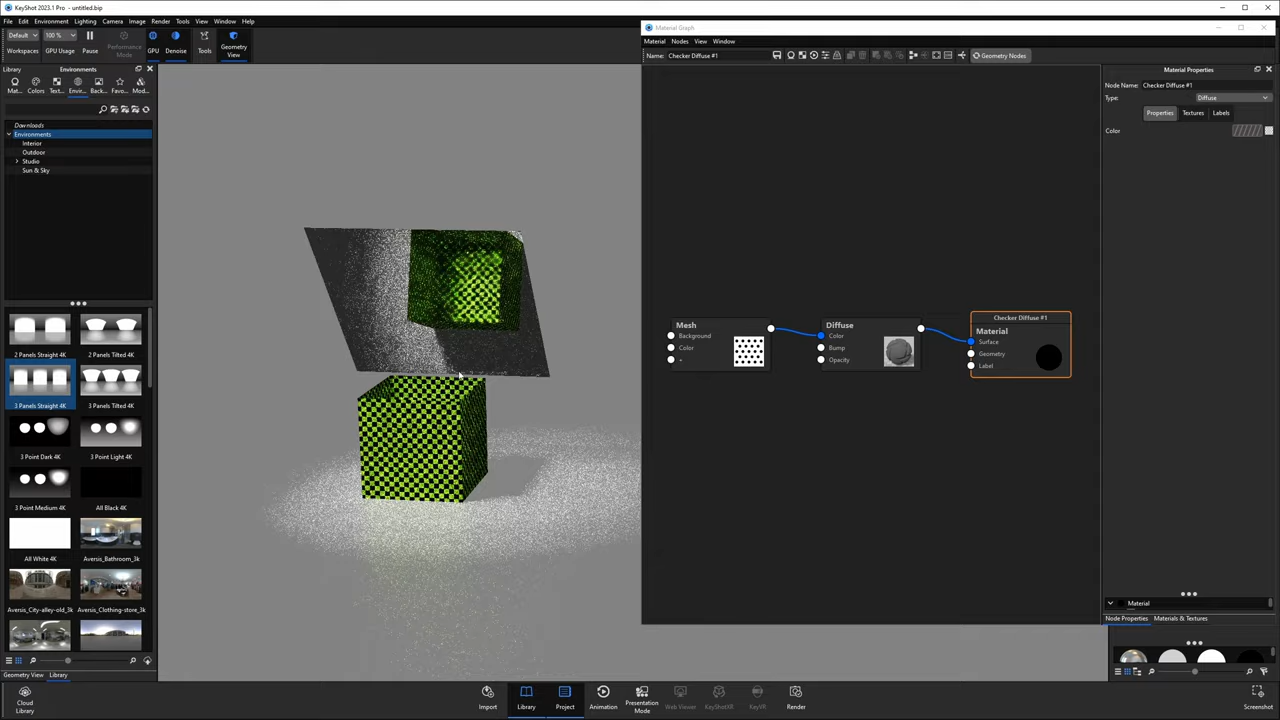 KeyShot 2023.1 Pro - untitled.bip
File Edit Environment Lighting Camera Image Render Tools View Window Help
Default 100 %
Workspaces GPU Usage Pause Performance Mode GPU Denoise Tools Geometry View
Library Environments
Mat... Colors Text... Envir... Back... Favo... Mod...
Downloads
Environments
Interior
Outdoor
Studio
Sun & Sky
2 Panels Straight 4K 2 Panels Tilted 4K
3 Panels Straight 4K 3 Panels Tilted 4K
3 Point Dark 4K 3 Point Light 4K
3 Point Medium 4K All Black 4K
All White 4K Aversis_Bathroom_3k
Aversis_City-alley-old_3k Aversis_Clothing-store_3k
Geometry View Library
Cloud Library
Material Graph
Material Nodes View Window
Name: Checker Diffuse #1
Geometry Nodes
Mesh
Background
Color
+
Diffuse
Color
Bump
Opacity
Checker Diffuse #1
Material
Surface
Geometry
Label
Material Properties
Node Name: Checker Diffuse #1
Type: Diffuse
Properties Textures Labels
Color
Material
Node Properties Materials & Textures
Import Library Project Animation Presentation Mode Web Viewer KeyShotXR KeyVR Render Screenshot